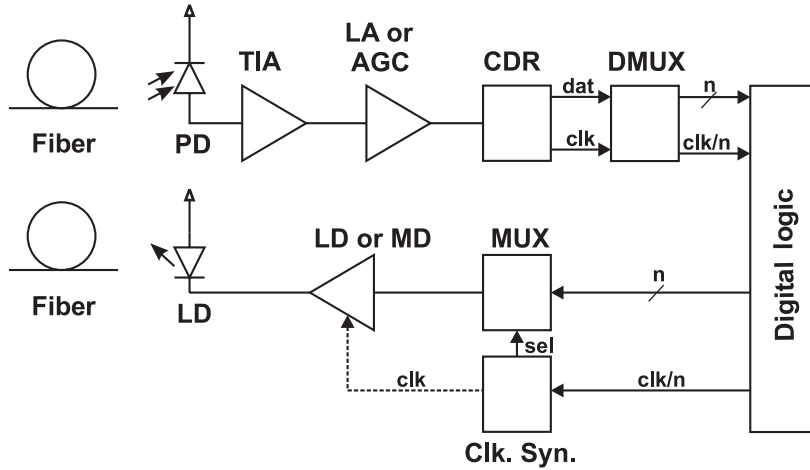 LA or
AGC
TIA
CDR
DMUX
dat
n
clk
clk/n
Fiber
PD
Digital logic
LD or MD
MUX
n
Fiber
LD
sel
clk
clk/n
Clk. Syn.